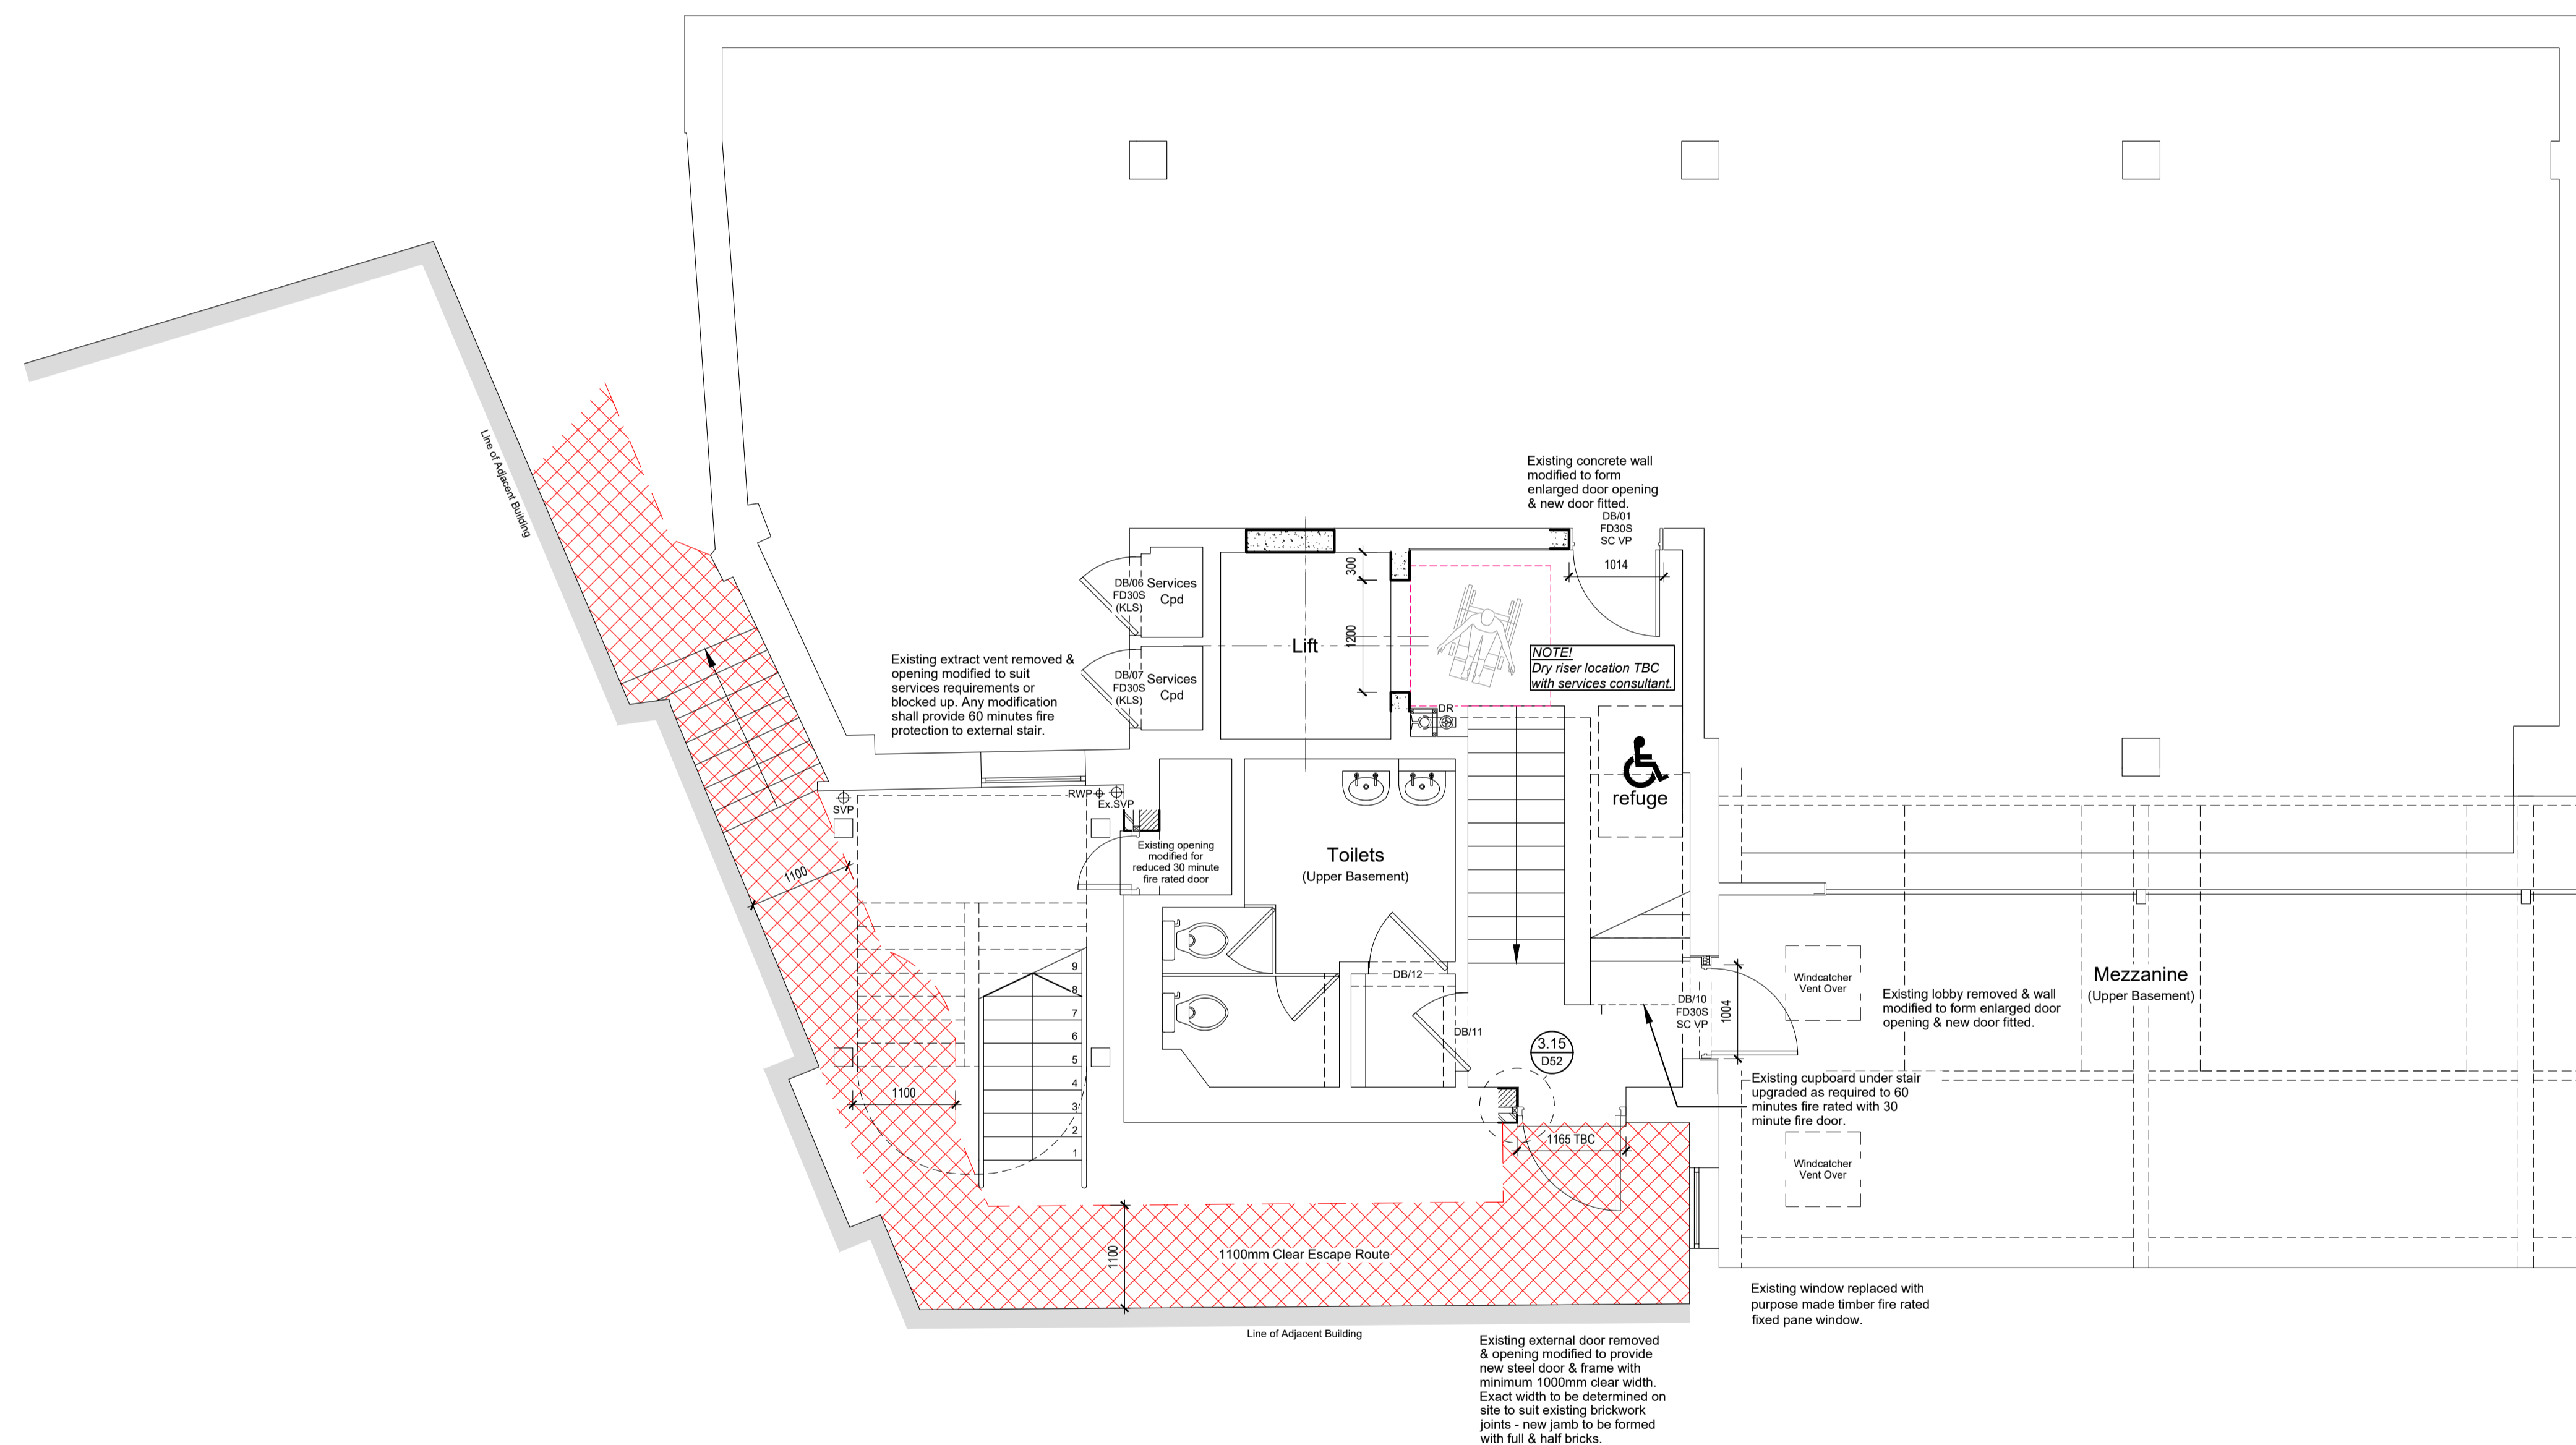 Line of Adjacent Building
Existing concrete wall
modified to form
enlarged door opening
& new door fitted.
DB/01
FD30S
SC VP
1014
300
1200
DB/06
FD30S
(KLS)
Services
Cpd
DB/07
FD30S
(KLS)
Services
Cpd
Lift
NOTE!
Dry riser location TBC
with services consultant.
DR
Existing extract vent removed &
opening modified to suit
services requirements or
blocked up. Any modification
shall provide 60 minutes fire
protection to external stair.
refuge
SVP
RWP
Ex.SVP
Existing opening
modified for
reduced 30 minute
fire rated door
Toilets
(Upper Basement)
1100
9
8
7
6
5
4
3
2
1
1100
DB/12
DB/11
DB/10
FD30S
SC VP
1004
Windcatcher
Vent Over
Existing lobby removed & wall
modified to form enlarged door
opening & new door fitted.
Mezzanine
(Upper Basement)
3.15
D52
Existing cupboard under stair
upgraded as required to 60
minutes fire rated with 30
minute fire door.
1165 TBC
Windcatcher
Vent Over
1100
1100mm Clear Escape Route
Existing window replaced with
purpose made timber fire rated
fixed pane window.
Line of Adjacent Building
Existing external door removed
& opening modified to provide
new steel door & frame with
minimum 1000mm clear width.
Exact width to be determined on
site to suit existing brickwork
joints - new jamb to be formed
with full & half bricks.